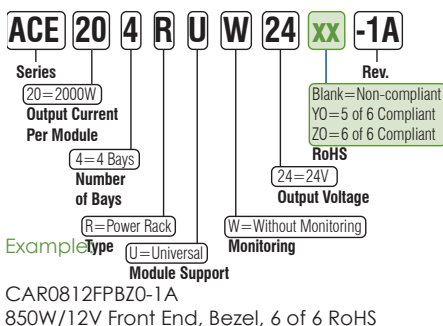 ACE 20 4 R U W 24 xx -1A
Series
Rev.
20=2000W
Output Current
Per Module
Blank=Non-compliant
Y0=5 of 6 Compliant
Z0=6 of 6 Compliant
RoHS
4=4 Bays
Number
of Bays
24=24V
Output Voltage
R=Power Rack
Type
W=Without Monitoring
Monitoring
Example
U=Universal
Module Support
CAR0812FPBZ0-1A
850W/12V Front End, Bezel, 6 of 6 RoHS